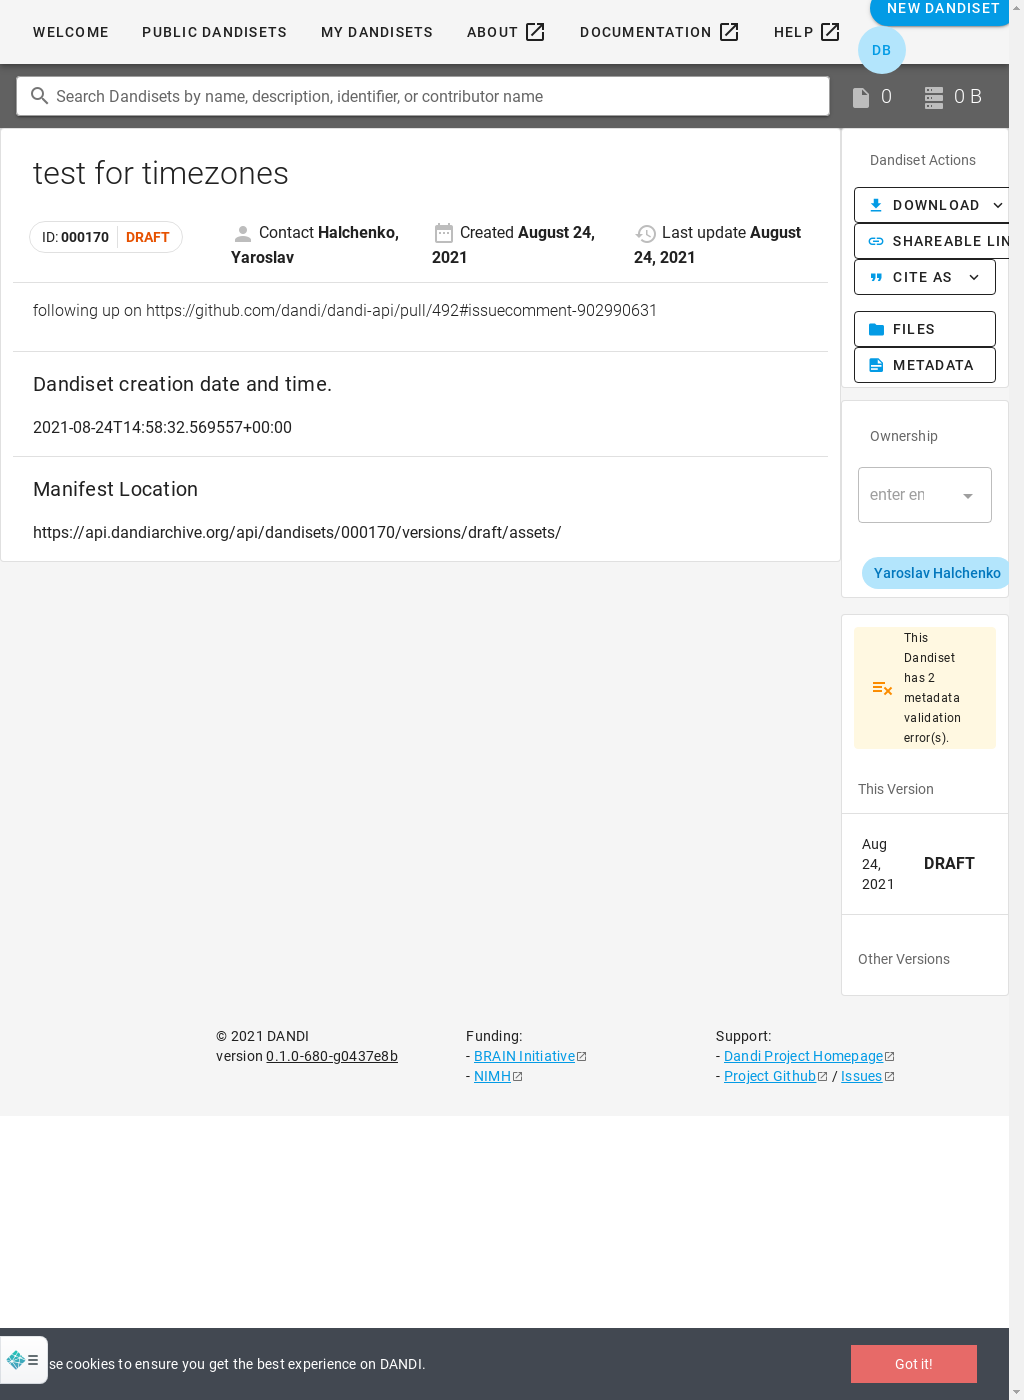 WELCOME PUBLIC DANDISETS MY DANDISETS ABOUT DOCUMENTATION HELP NEW DANDISET
DB
Search Dandisets by name, description, identifier, or contributor name 0 0 B
test for timezones
ID: 000170 DRAFT
Contact Halchenko,
Yaroslav
Created August 24,
2021
Last update August
24, 2021
following up on https://github.com/dandi/dandi-api/pull/492#issuecomment-902990631
Dandiset creation date and time.
2021-08-24T14:58:32.569557+00:00
Manifest Location
https://api.dandiarchive.org/api/dandisets/000170/versions/draft/assets/
Dandiset Actions
DOWNLOAD
SHAREABLE LIN
CITE AS
FILES
METADATA
Ownership
enter en
Yaroslav Halchenko
This
Dandiset
has 2
metadata
validation
error(s).
This Version
Aug
24,
2021
DRAFT
Other Versions
© 2021 DANDI
version 0.1.0-680-g0437e8b
Funding:
- BRAIN Initiative
- NIMH
Support:
- Dandi Project Homepage
- Project Github / Issues
se cookies to ensure you get the best experience on DANDI.
Got it!